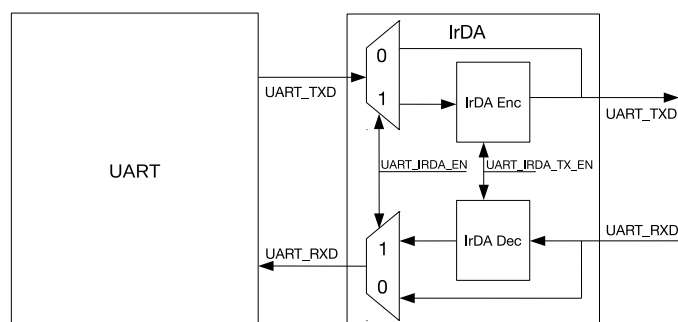 IrDA
0
UART_TXD
1
IrDA Enc
UART_TXD
UART
UART_IRDA_EN
UART_IRDA_TX_EN
UART_RXD
UART_RXD
1
IrDA Dec
0